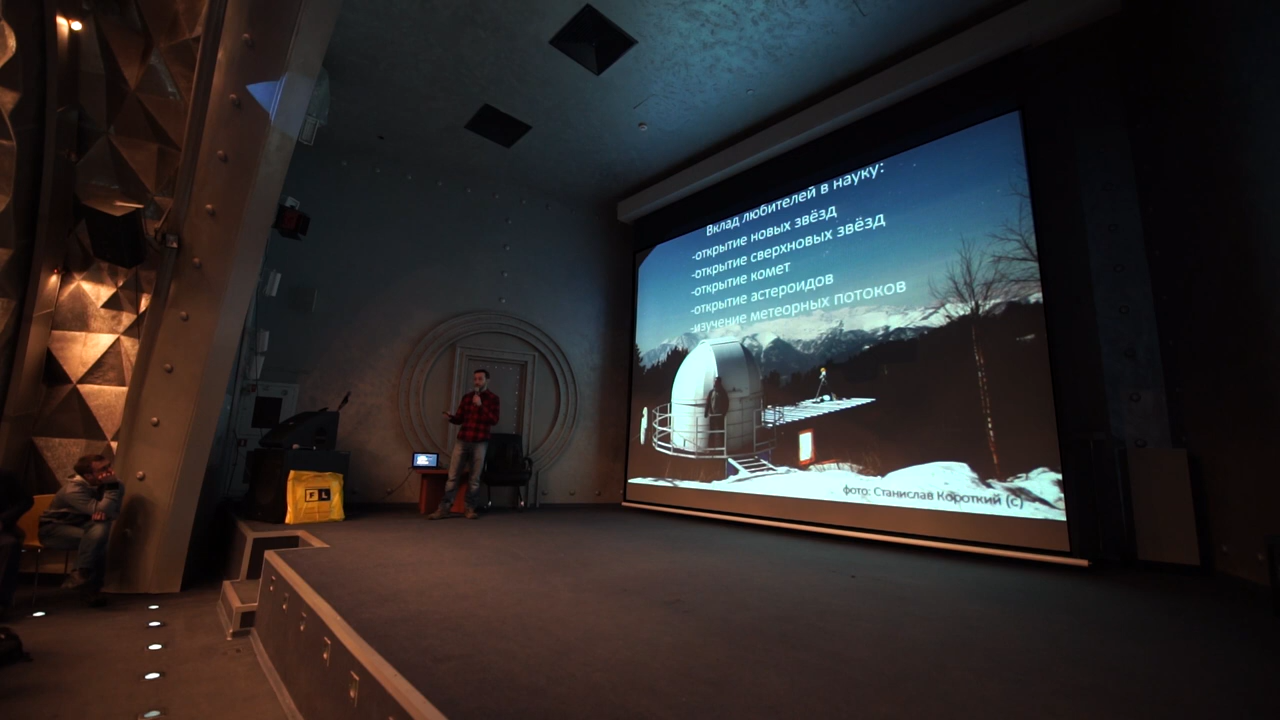 Вклад любителей в науку:
-открытие новых звёзд
-открытие сверхновых звёзд
-открытие комет
-открытие астероидов
-изучение метеорных потоков
фото: Станислав Короткий (c)
F L